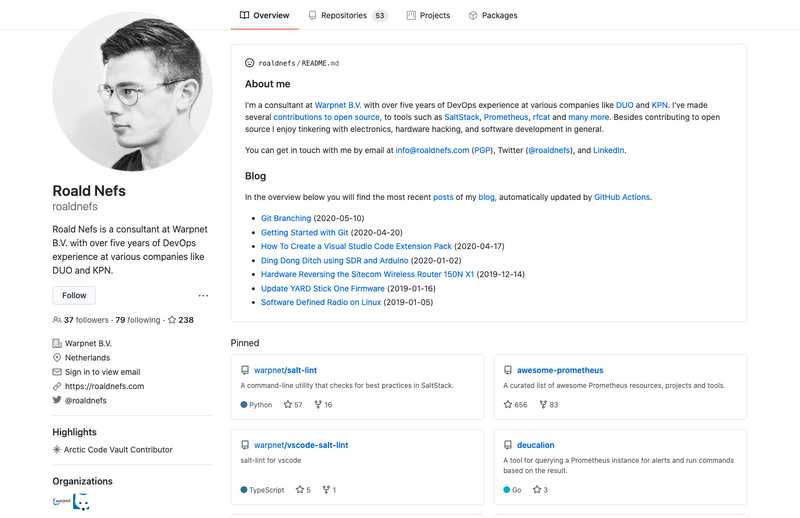 Overview
Repositories 53
Projects
Packages
Roald Nefs
roaldnefs
Roald Nefs is a consultant at Warpnet
B.V. with over five years of DevOps
experience at various companies like
DUO and KPN.
Follow
37 followers · 79 following · 238
Warpnet B.V.
Netherlands
Sign in to view email
https://roaldnefs.com
@roaldnefs
Highlights
Arctic Code Vault Contributor
Organizations
warpnet
roaldnefs/README.md
About me
I'm a consultant at Warpnet B.V. with over five years of DevOps experience at various companies like DUO and KPN. I've made
several contributions to open source, to tools such as SaltStack, Prometheus, rfcat and many more. Besides contributing to open
source I enjoy tinkering with electronics, hardware hacking, and software development in general.
You can get in touch with me by email at info@roaldnefs.com (PGP), Twitter (@roaldnefs), and LinkedIn.
Blog
In the overview below you will find the most recent posts of my blog, automatically updated by GitHub Actions.
Git Branching (2020-05-10)
Getting Started with Git (2020-04-20)
How To Create a Visual Studio Code Extension Pack (2020-04-17)
Ding Dong Ditch using SDR and Arduino (2020-01-02)
Hardware Reversing the Sitecom Wireless Router 150N X1 (2019-12-14)
Update YARD Stick One Firmware (2019-01-16)
Software Defined Radio on Linux (2019-01-05)
Pinned
warpnet/salt-lint
A command-line utility that checks for best practices in SaltStack.
Python 57 16
awesome-prometheus
A curated list of awesome Prometheus resources, projects and tools.
656 83
warpnet/vscode-salt-lint
salt-lint for vscode
TypeScript 5 1
deucalion
A tool for querying a Prometheus instance for alerts and run commands
based on the result.
Go 3